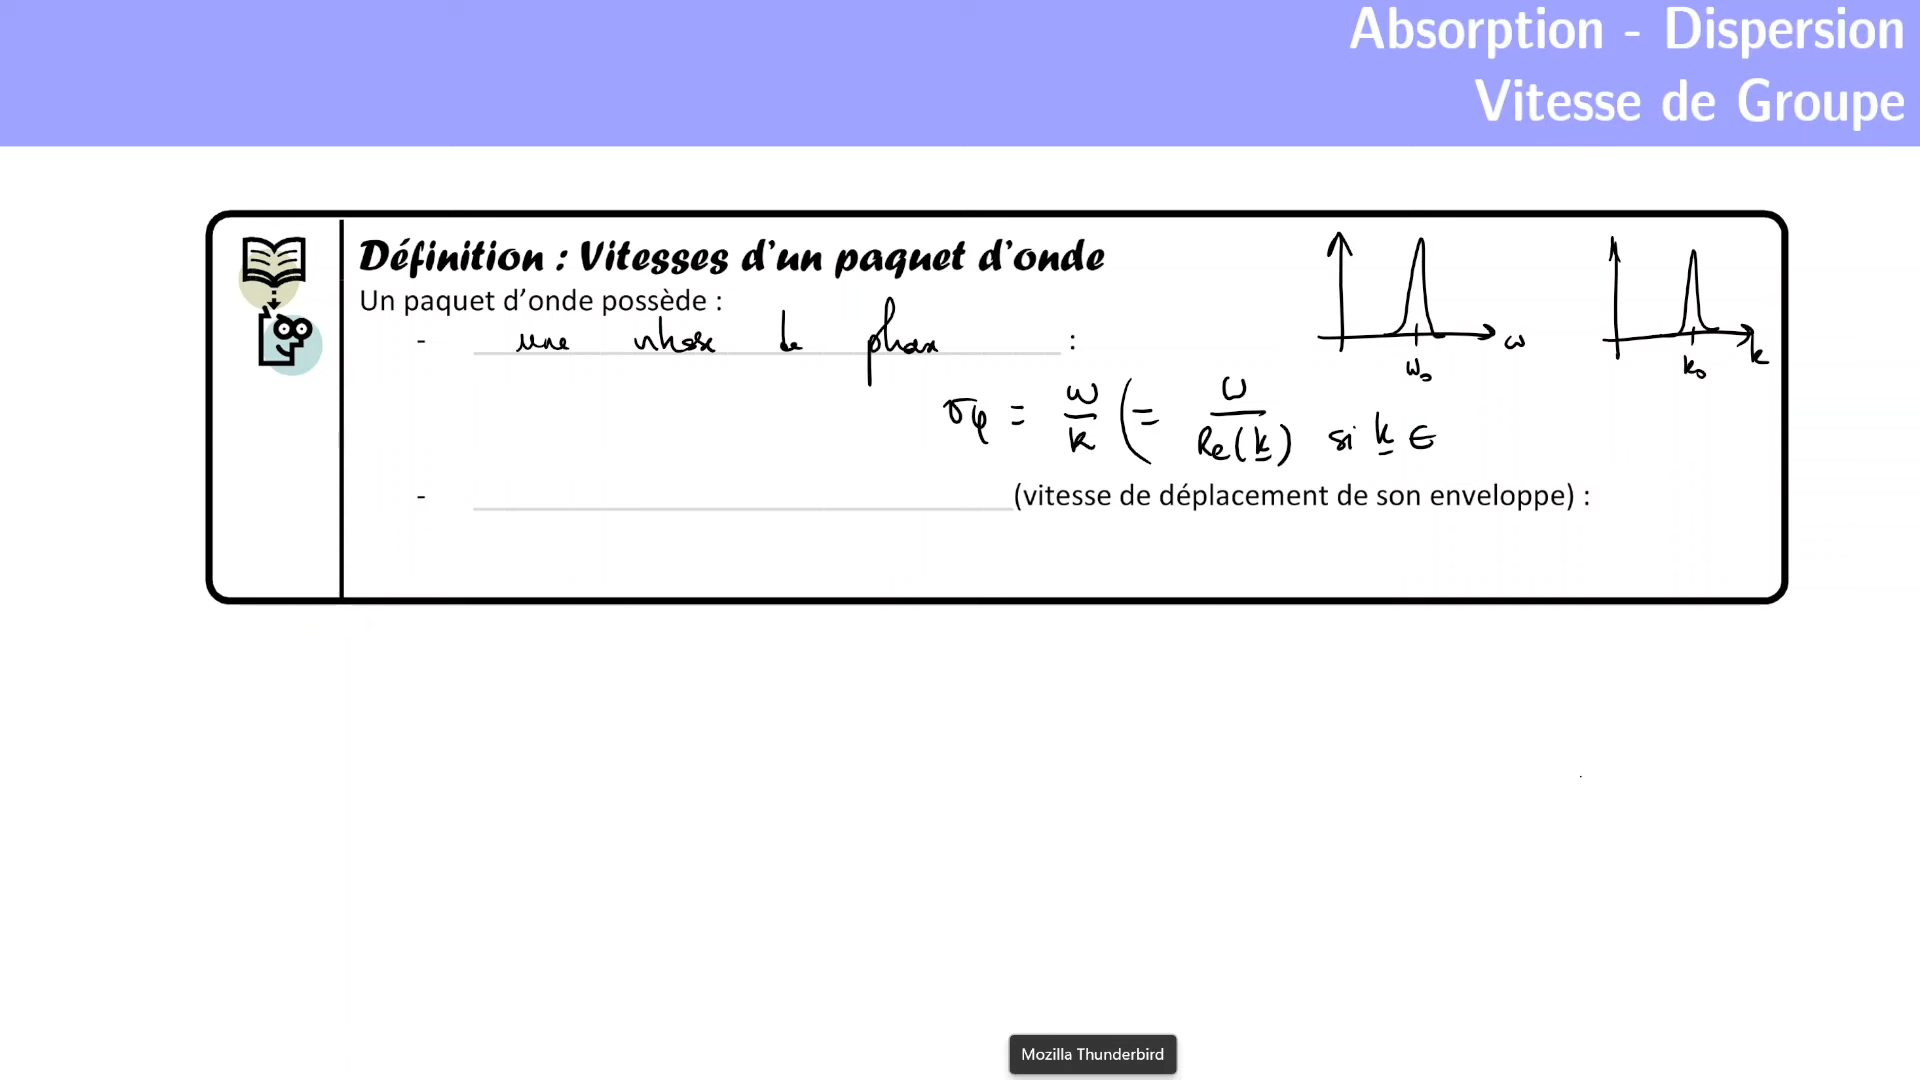 Absorption - Dispersion
Vitesse de Groupe
Définition : Vitesses d'un paquet d'onde
Un paquet d'onde possède :
- une vitesse de phase :
ω
k
ω₀
k₀
vφ = ω/k (= ω/Re(k) si k ∈
- (vitesse de déplacement de son enveloppe) :
Mozilla Thunderbird